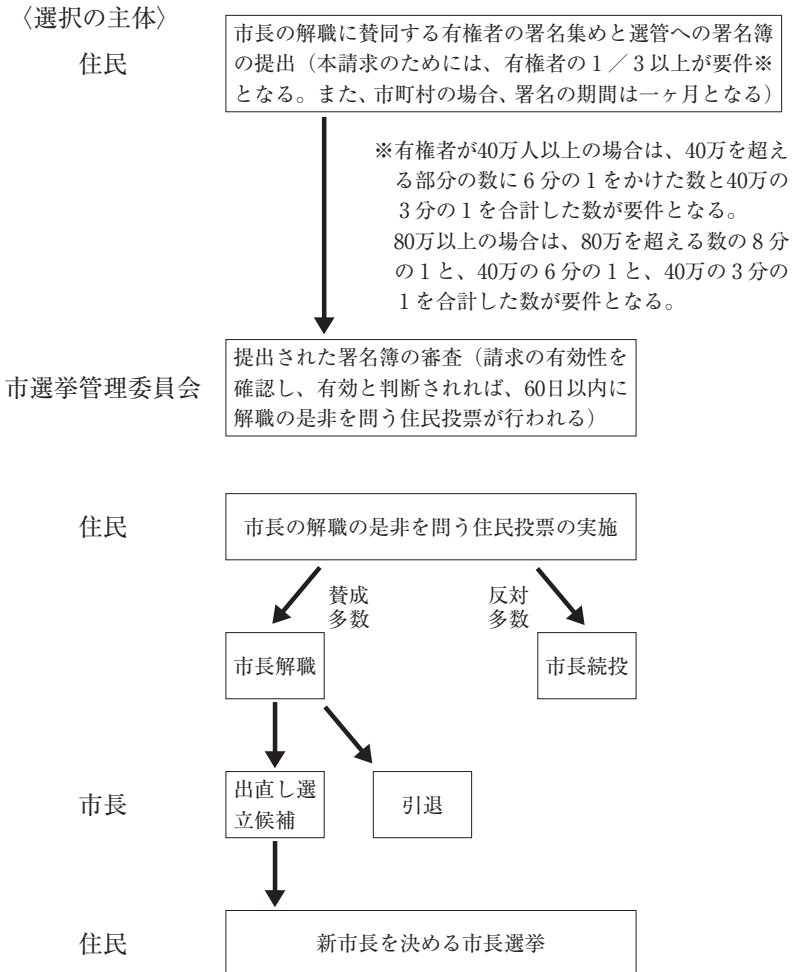 〈選択の主体〉
住民
市長の解職に賛同する有権者の署名集めと選管への署名簿
の提出（本請求のためには、有権者の１／３以上が要件※
となる。また、市町村の場合、署名の期間は一ヶ月となる）
※有権者が40万人以上の場合は、40万を超え
る部分の数に６分の１をかけた数と40万の
３分の１を合計した数が要件となる。
80万以上の場合は、80万を超える数の８分
の１と、40万の６分の１と、40万の３分の
１を合計した数が要件となる。
市選挙管理委員会
提出された署名簿の審査（請求の有効性を
確認し、有効と判断されれば、60日以内に
解職の是非を問う住民投票が行われる）
住民
市長の解職の是非を問う住民投票の実施
賛成
多数
反対
多数
市長解職
市長続投
市長
出直し選
立候補
引退
住民
新市長を決める市長選挙